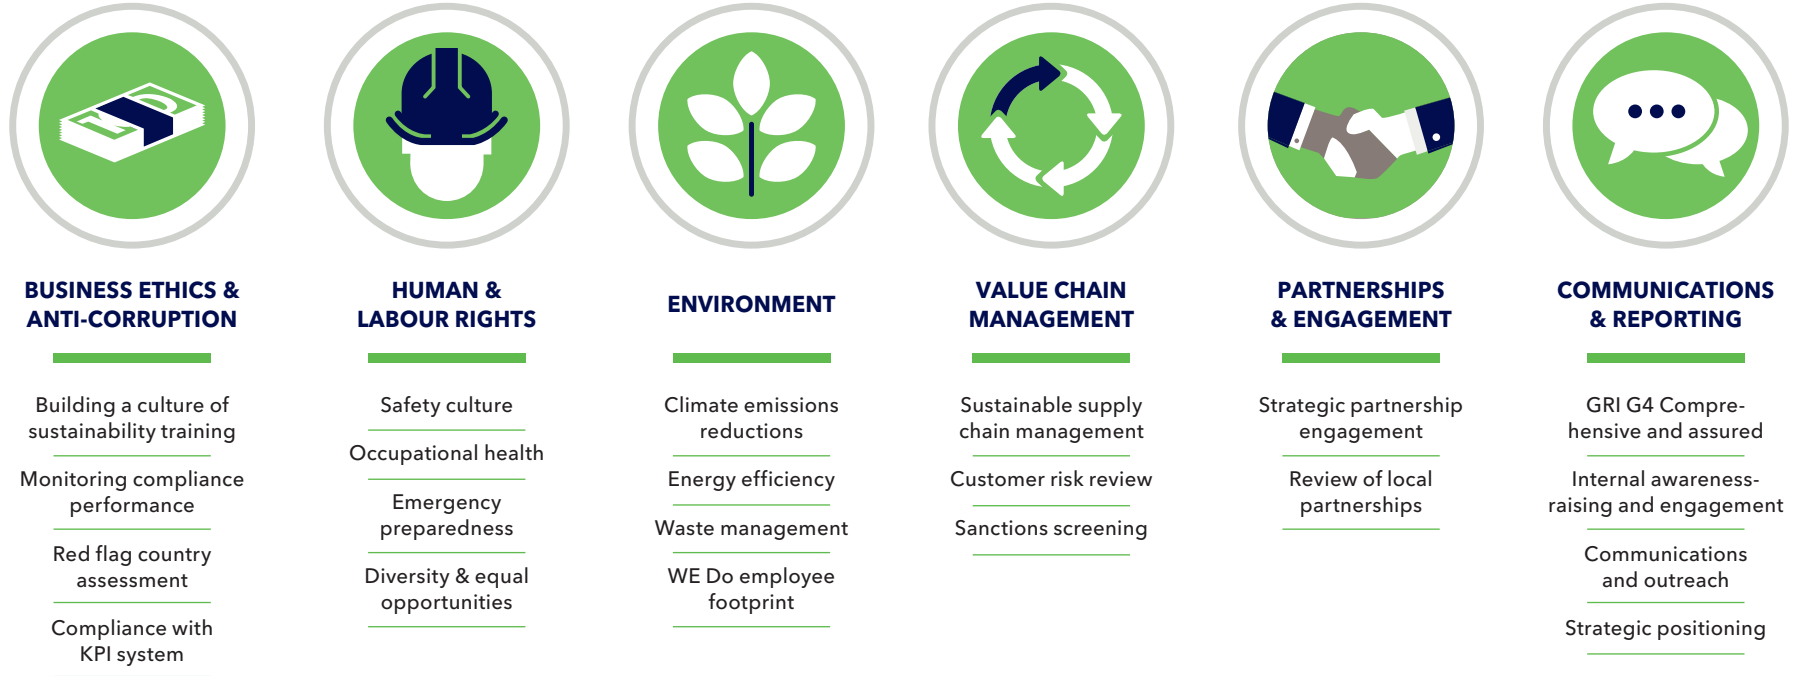 BUSINESS ETHICS &
ANTI-CORRUPTION
Building a culture of
sustainability training
Monitoring compliance
performance
Red flag country
assessment
Compliance with
KPI system
HUMAN &
LABOUR RIGHTS
Safety culture
Occupational health
Emergency
preparedness
Diversity & equal
opportunities
ENVIRONMENT
Climate emissions
reductions
Energy efficiency
Waste management
WE Do employee
footprint
VALUE CHAIN
MANAGEMENT
Sustainable supply
chain management
Customer risk review
Sanctions screening
PARTNERSHIPS
& ENGAGEMENT
Strategic partnership
engagement
Review of local
partnerships
COMMUNICATIONS
& REPORTING
GRI G4 Compre-
hensive and assured
Internal awareness-
raising and engagement
Communications
and outreach
Strategic positioning